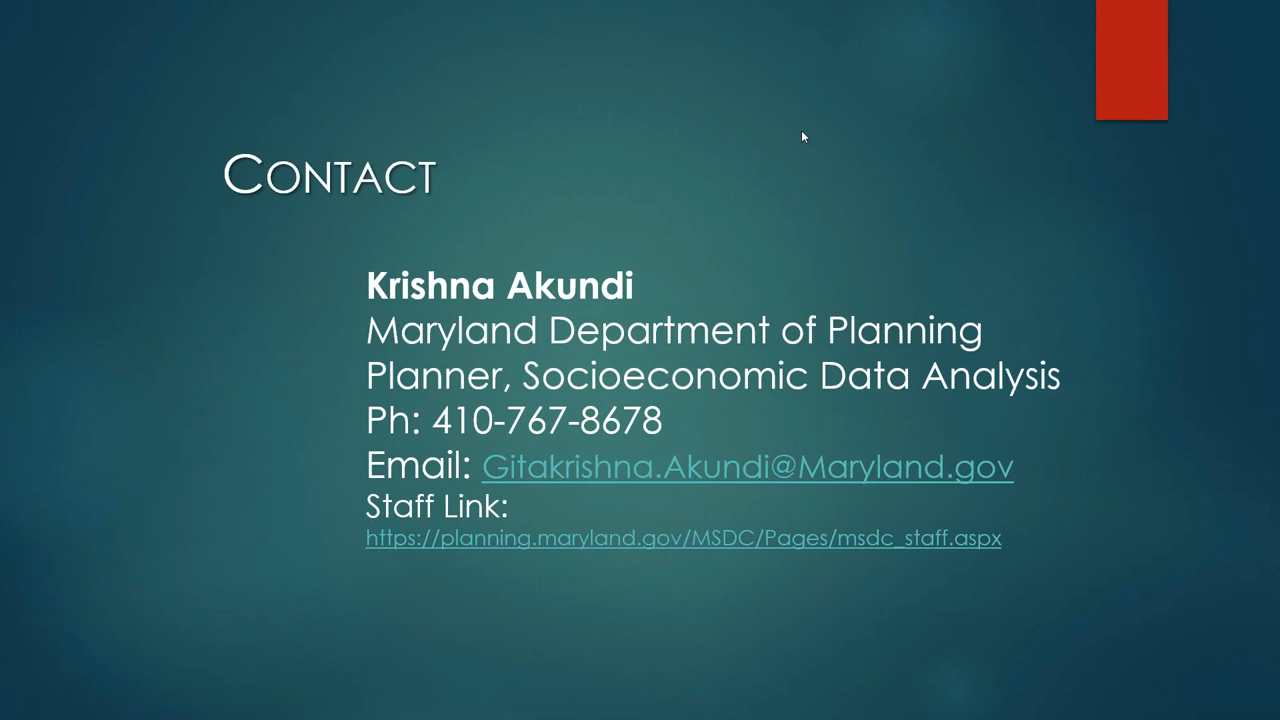 CONTACT
Krishna Akundi
Maryland Department of Planning
Planner, Socioeconomic Data Analysis
Ph: 410-767-8678
Email: Gitakrishna.Akundi@Maryland.gov
Staff Link:
https://planning.maryland.gov/MSDC/Pages/msdc_staff.aspx